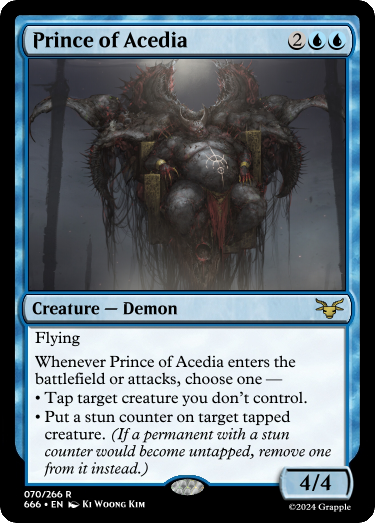 Prince of Acedia 2
Creature — Demon
Flying
Whenever Prince of Acedia enters the
battlefield or attacks, choose one —
• Tap target creature you don't control.
• Put a stun counter on target tapped
creature. (If a permanent with a stun
counter would become untapped, remove
one from it instead.)
4/4
070/266 R
666 • EN Ki Woong Kim
©2024 Grapple